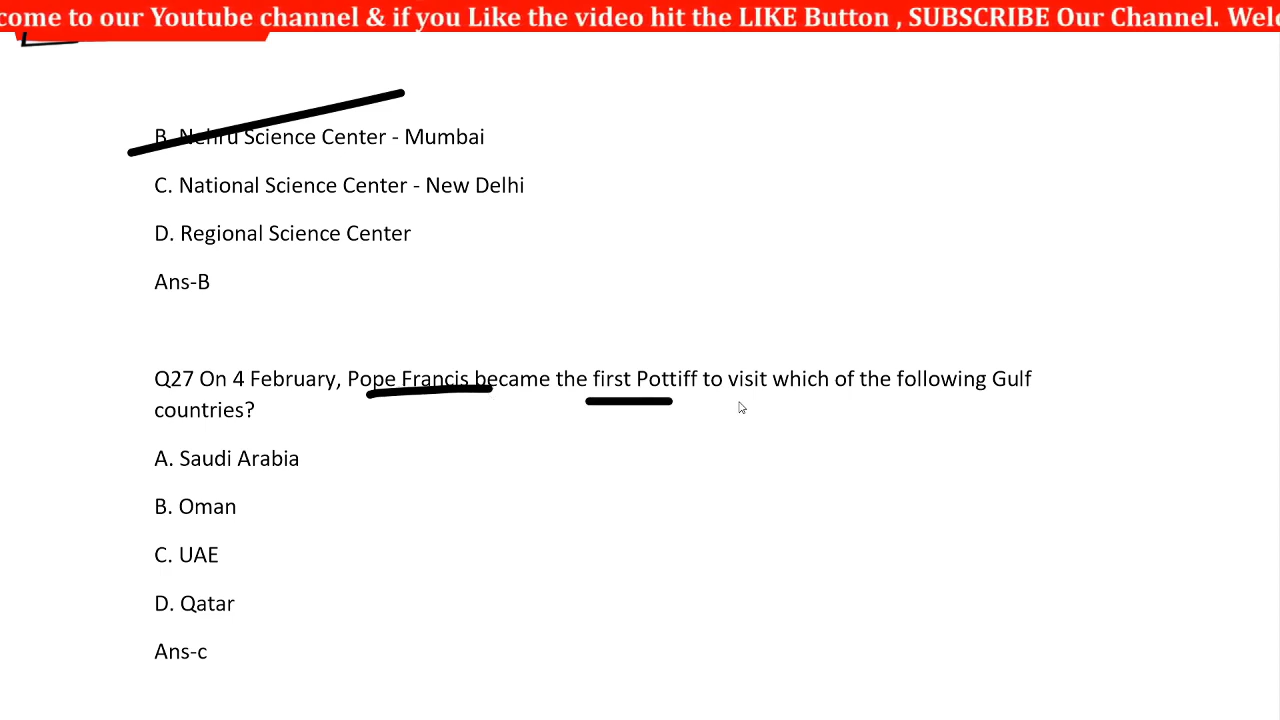 come to our Youtube channel & if you Like the video hit the LIKE Button , SUBSCRIBE Our Channel. Welc
B. Nehru Science Center - Mumbai
C. National Science Center - New Delhi
D. Regional Science Center
Ans-B
Q27 On 4 February, Pope Francis became the first Pottiff to visit which of the following Gulf
countries?
A. Saudi Arabia
B. Oman
C. UAE
D. Qatar
Ans-c